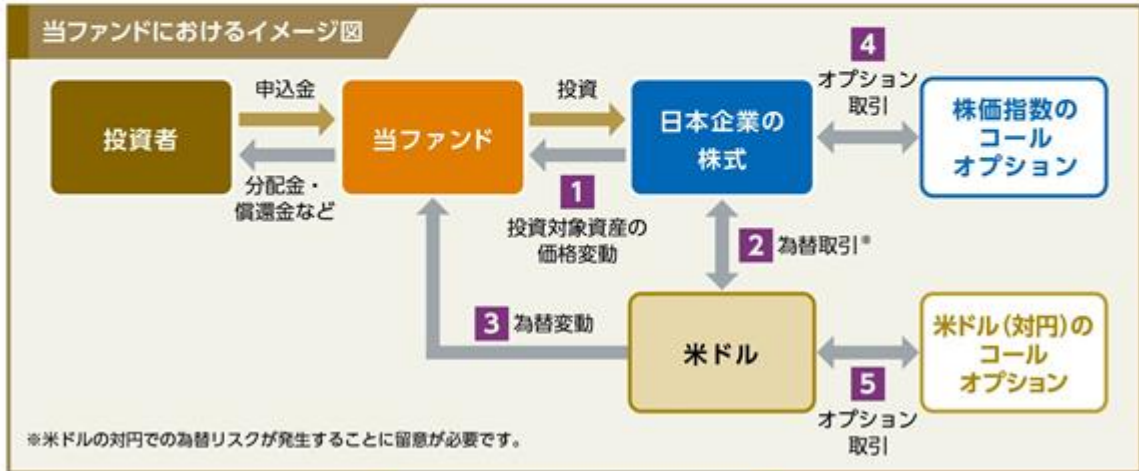 当ファンドにおけるイメージ図
投資者
申込金
分配金・
償還金など
当ファンド
投資
1
投資対象資産の
価格変動
日本企業の
株式
4
オプション
取引
株価指数の
コール
オプション
2 為替取引※
3 為替変動
米ドル
5
オプション
取引
米ドル(対円)の
コール
オプション
※米ドルの対円での為替リスクが発生することに留意が必要です。